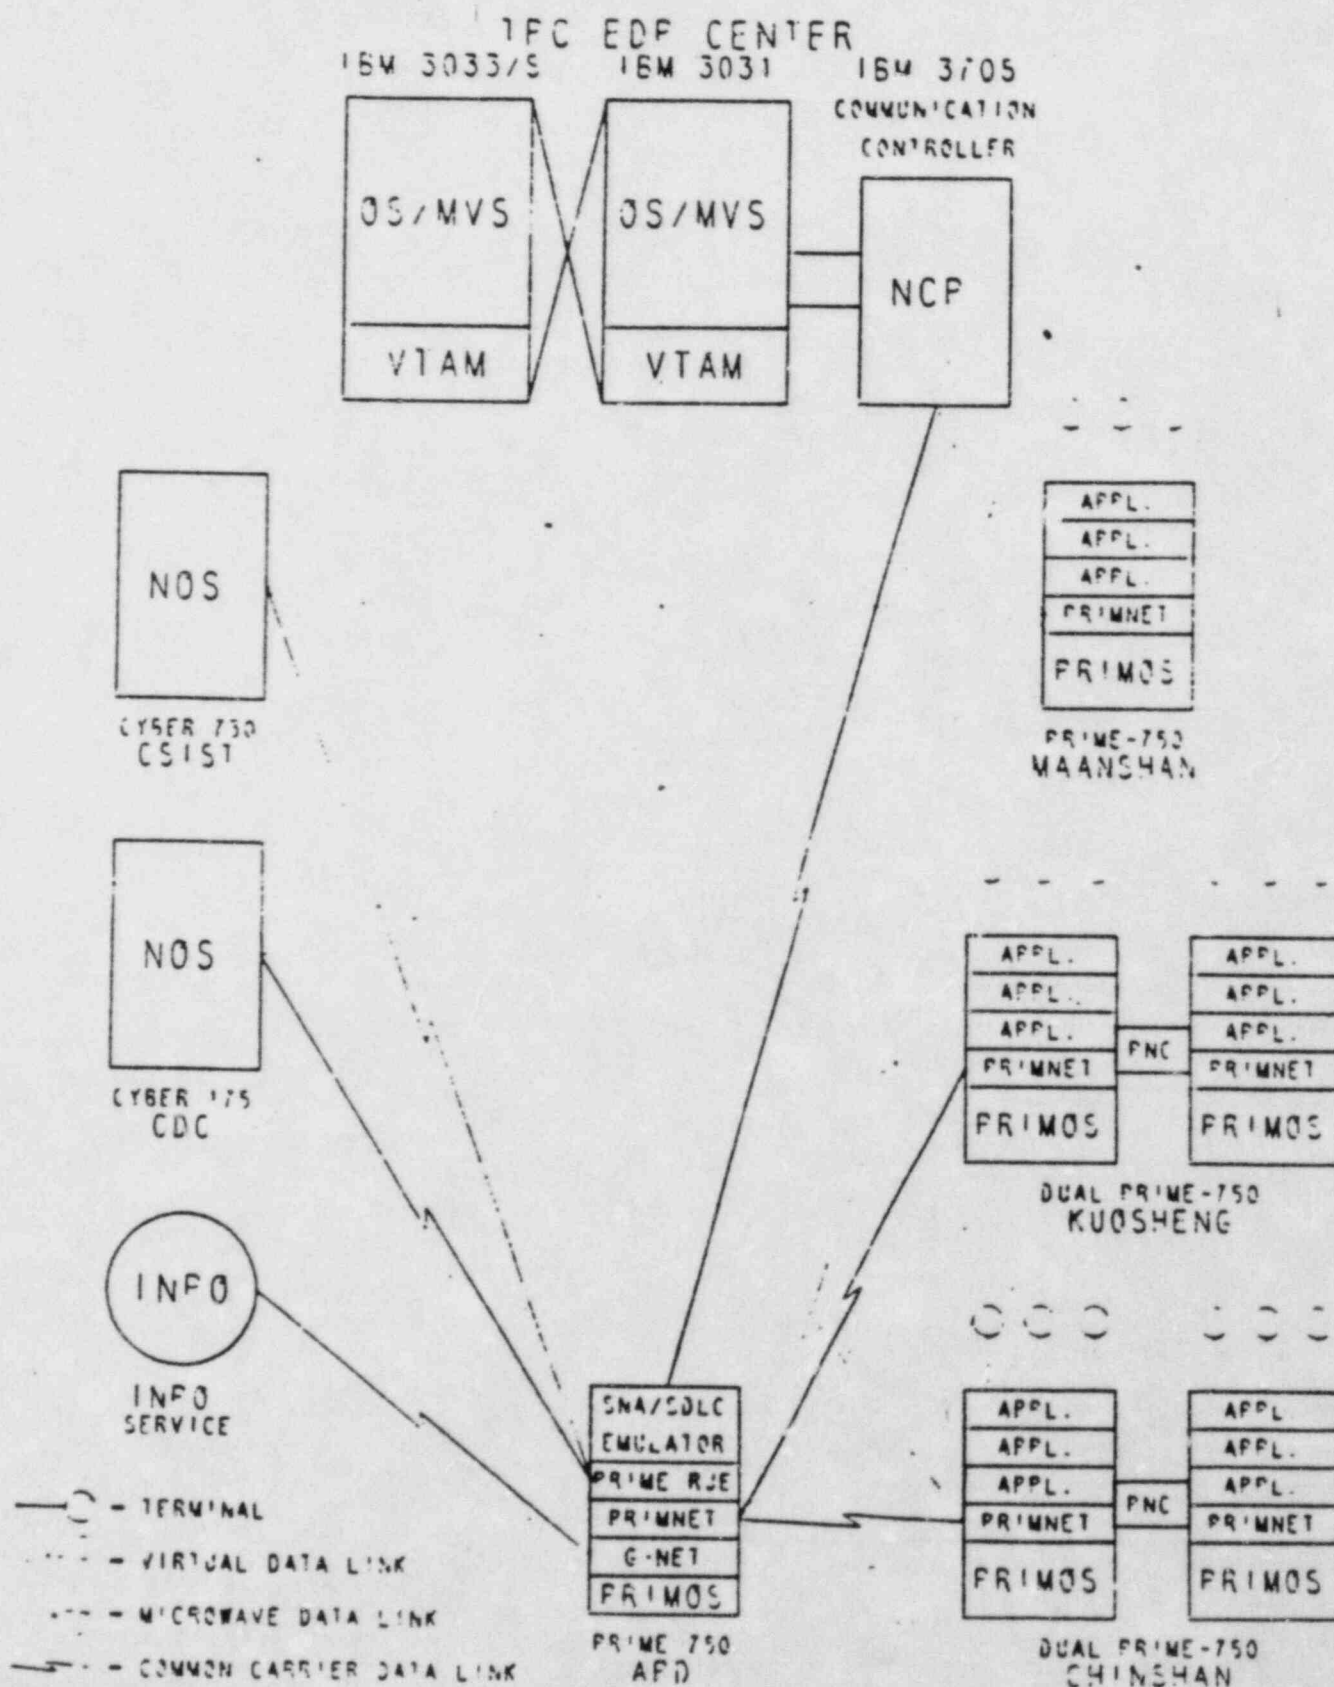 TPC EDP CENTER
IBM 3033/S
IBM 3031
IBM 3705
COMMUNICATION
CONTROLLER
OS/MVS
OS/MVS
NCP
VTAM
VTAM
NOS
CYBER 730
CSIST
APPL.
APPL.
APPL.
PRIMNET
PRIMOS
PRIME-750
MAANSHAN
NOS
CYBER 175
CDC
APPL.
APPL.
APPL.
PRIMNET
PRIMOS
PNC
APPL.
APPL.
APPL.
PRIMNET
PRIMOS
DUAL PRIME-750
KUOSHENG
INFO
INFO
SERVICE
SNA/SDLC
EMULATOR
PRIME RJE
PRIMNET
G-NET
PRIMOS
PRIME 750
APD
APPL.
APPL.
APPL.
PRIMNET
PRIMOS
PNC
APPL
APPL.
APPL.
PRIMNET
PRIMOS
DUAL PRIME-750
CHINSHAN
- TERMINAL
- VIRTUAL DATA LINK
- MICROWAVE DATA LINK
- COMMON CARRIER DATA LINK